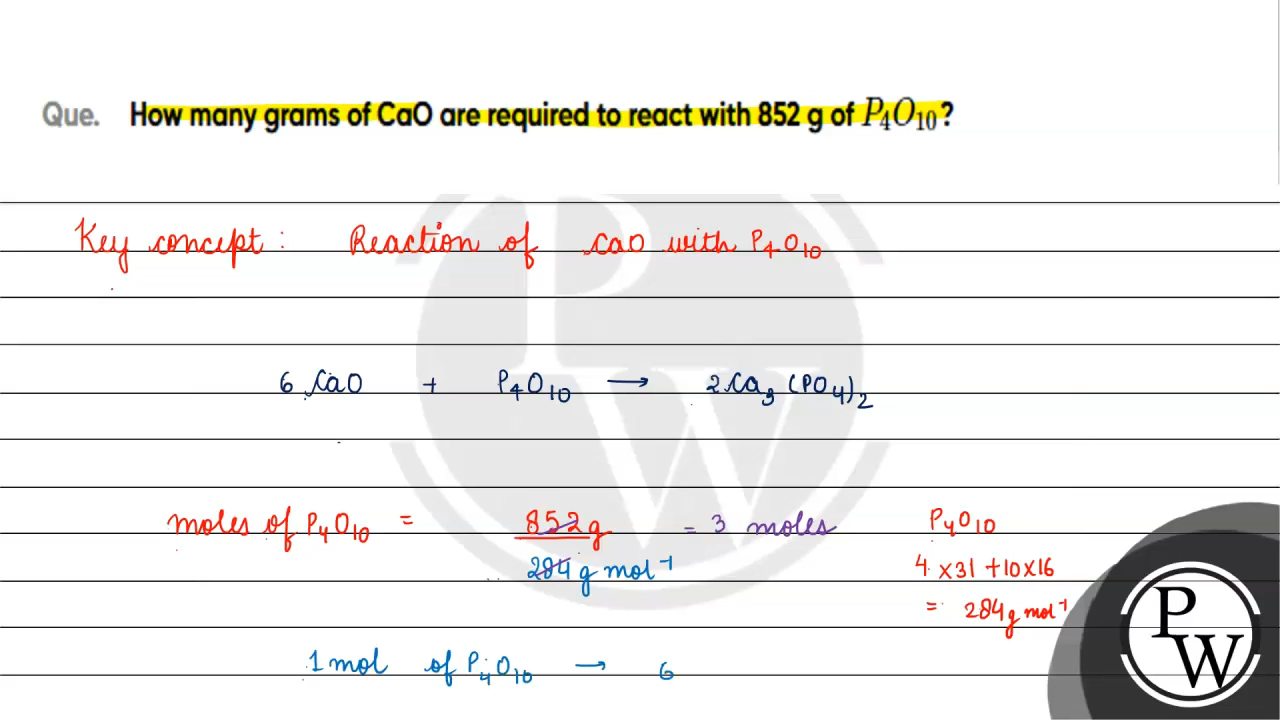 Que. How many grams of CaO are required to react with 852 g of P₄O₁₀?
Key concept : Reaction of CaO with P₄O₁₀
6 CaO + P₄O₁₀ → 2Ca₃(PO₄)₂
moles of P₄O₁₀ = 852g / 284 g mol⁻¹ = 3 moles
P₄O₁₀
4 × 31 + 10 × 16
= 284 g mol⁻¹
1 mol of P₄O₁₀ → 6
PW
PW